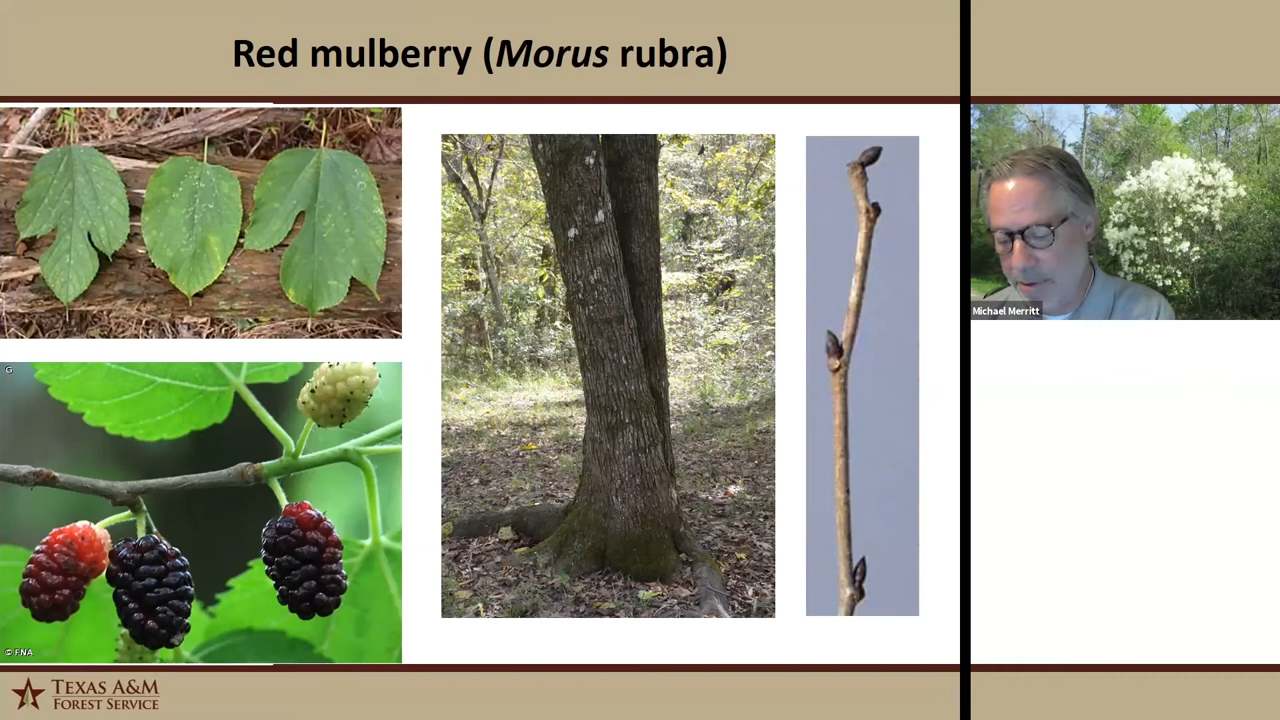 Red mulberry (Morus rubra)
G
© FNA
Michael Merritt
TEXAS A&M
FOREST SERVICE